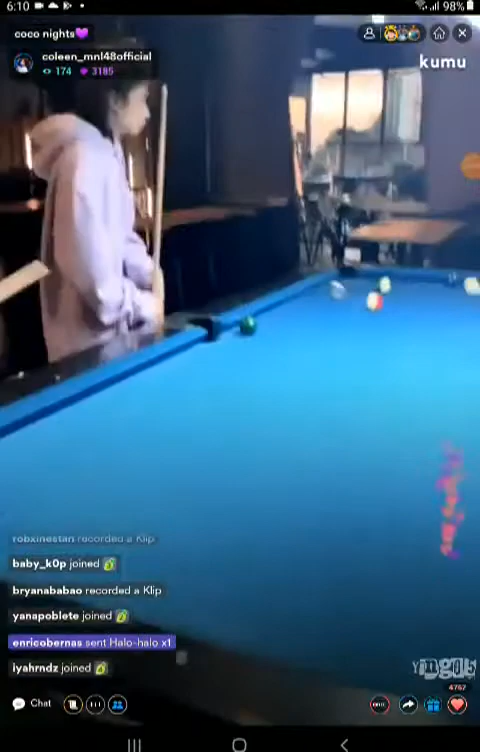 6:10
98%
coco nights💜
coleen_mnl48official
174 3185
kumu
robxinestan recorded a Klip
baby_k0p joined
bryanababao recorded a Klip
yanapoblete joined
enricobernas sent Halo-halo x1
iyahrndz joined
4767
Chat